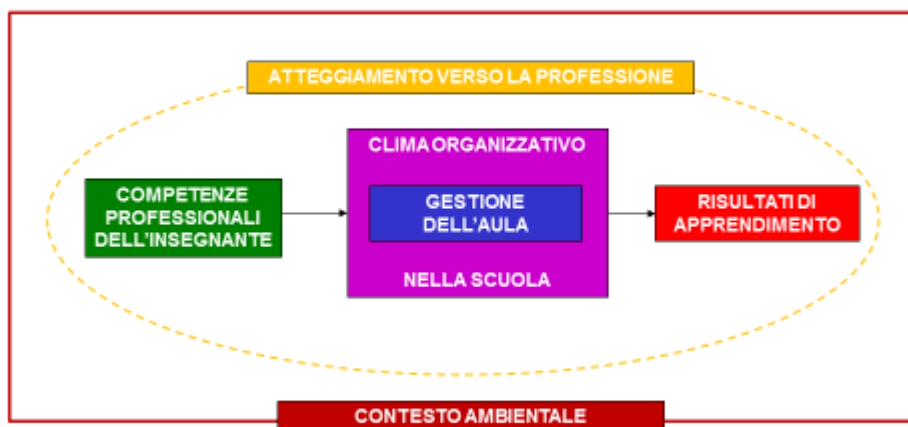 ATTEGGIAMENTO VERSO LA PROFESSIONE
COMPETENZE
PROFESSIONALI
DELL'INSEGNANTE
CLIMA ORGANIZZATIVO
GESTIONE
DELL'AULA
NELLA SCUOLA
RISULTATI DI
APPRENDIMENTO
CONTESTO AMBIENTALE